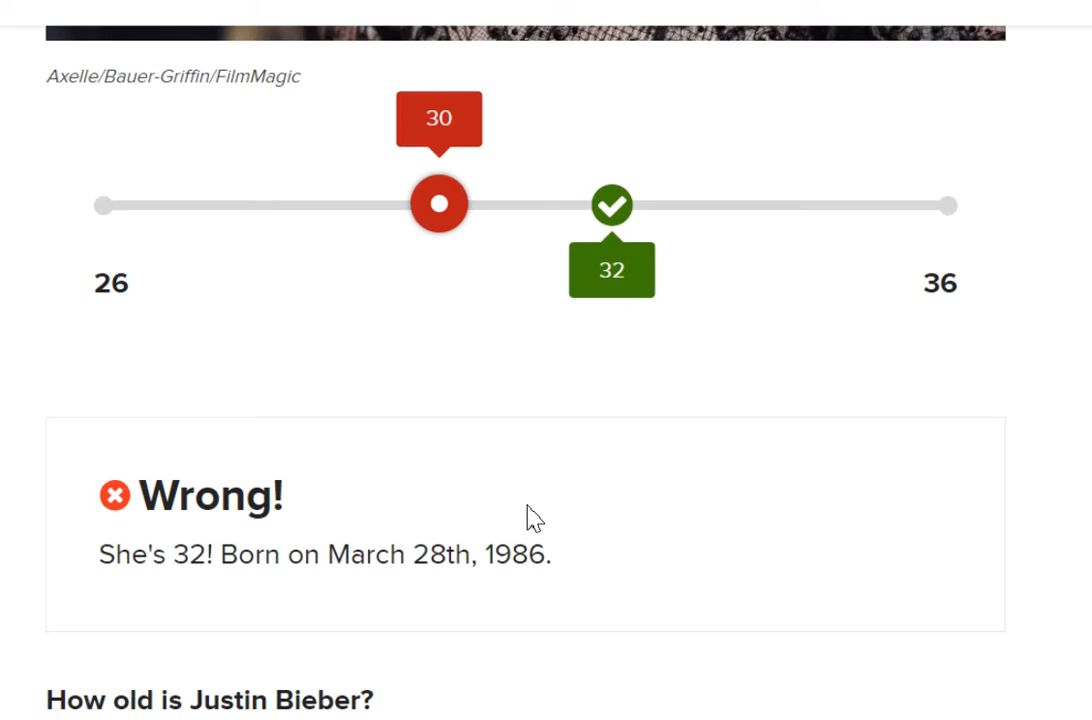 Axelle/Bauer-Griffin/FilmMagic
30
32
26
36
Wrong!
She's 32! Born on March 28th, 1986.
How old is Justin Bieber?